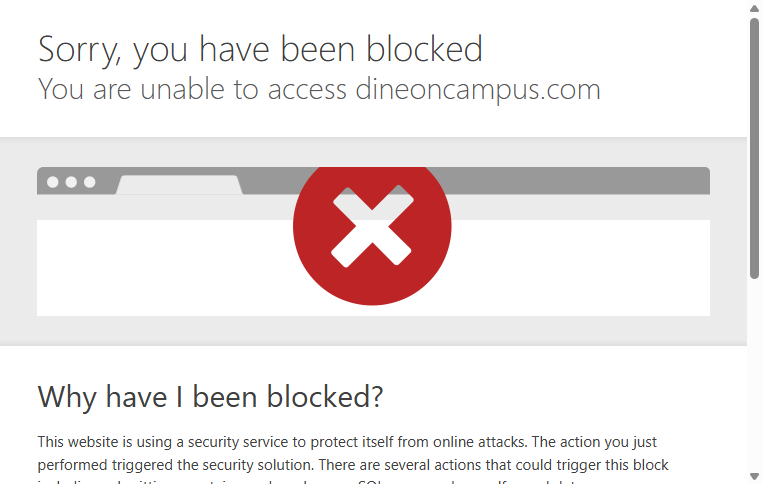 Sorry, you have been blocked
You are unable to access dineoncampus.com
Why have I been blocked?
This website is using a security service to protect itself from online attacks. The action you just
performed triggered the security solution. There are several actions that could trigger this block